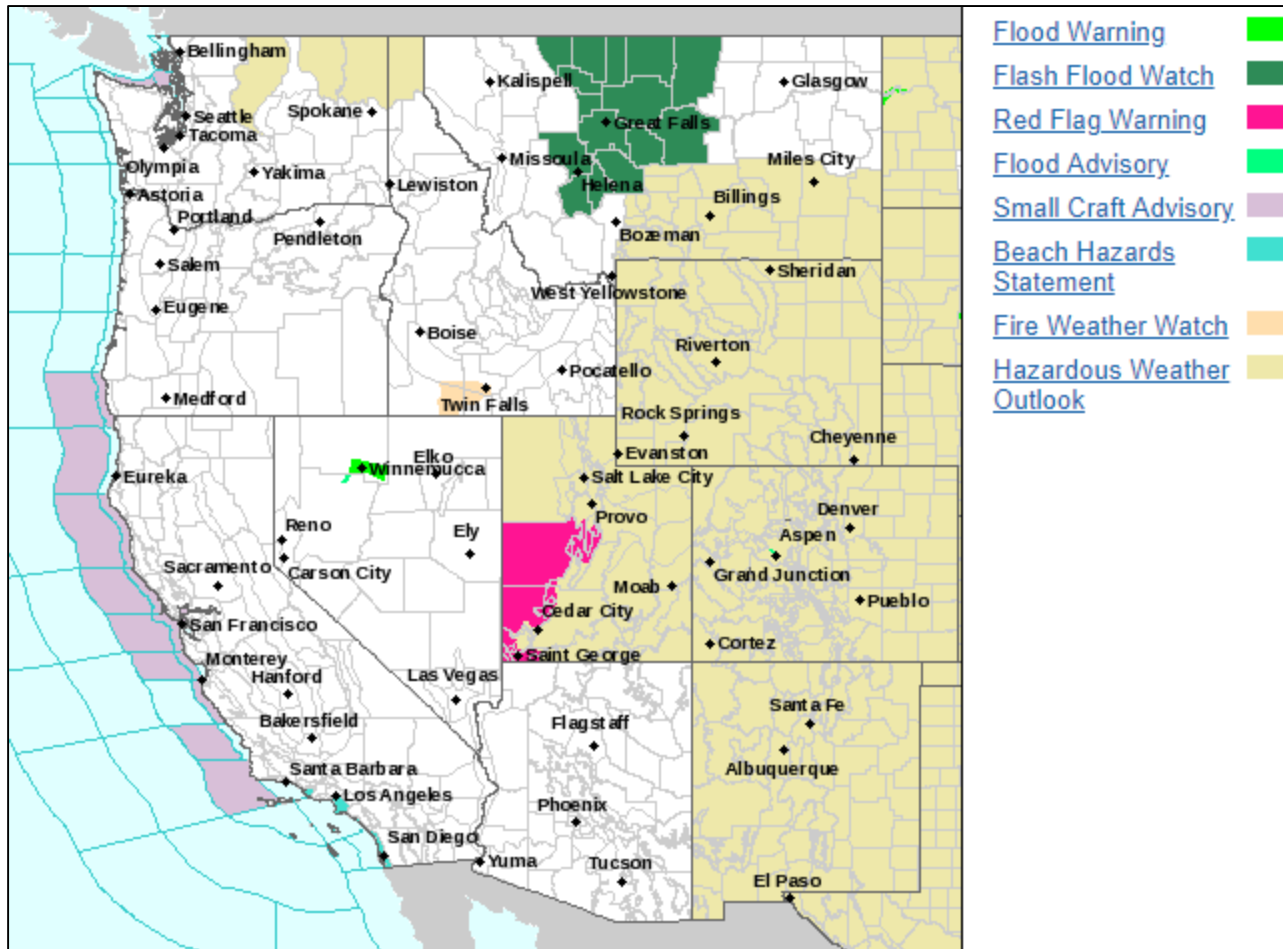 Bellingham
Seattle
Tacoma
Olympia
Astoria
Portland
Spokane
Yakima
Lewiston
Pendleton
Salem
Eugene
Medford
Kalispell
Great Falls
Glasgow
Missoula
Helena
Miles City
Billings
Bozeman
West Yellowstone
Sheridan
Boise
Pocatello
Twin Falls
Riverton
Rock Springs
Cheyenne
Evanston
Eureka
Winnemucca
Elko
Salt Lake City
Provo
Reno
Ely
Carson City
Sacramento
San Francisco
Monterey
Hanford
Bakersfield
Las Vegas
Moab
Cedar City
Saint George
Denver
Aspen
Grand Junction
Pueblo
Cortez
Santa Barbara
Los Angeles
San Diego
Flagstaff
Phoenix
Yuma
Tucson
Santa Fe
Albuquerque
El Paso
Flood Warning
Flash Flood Watch
Red Flag Warning
Flood Advisory
Small Craft Advisory
Beach Hazards
Statement
Fire Weather Watch
Hazardous Weather
Outlook